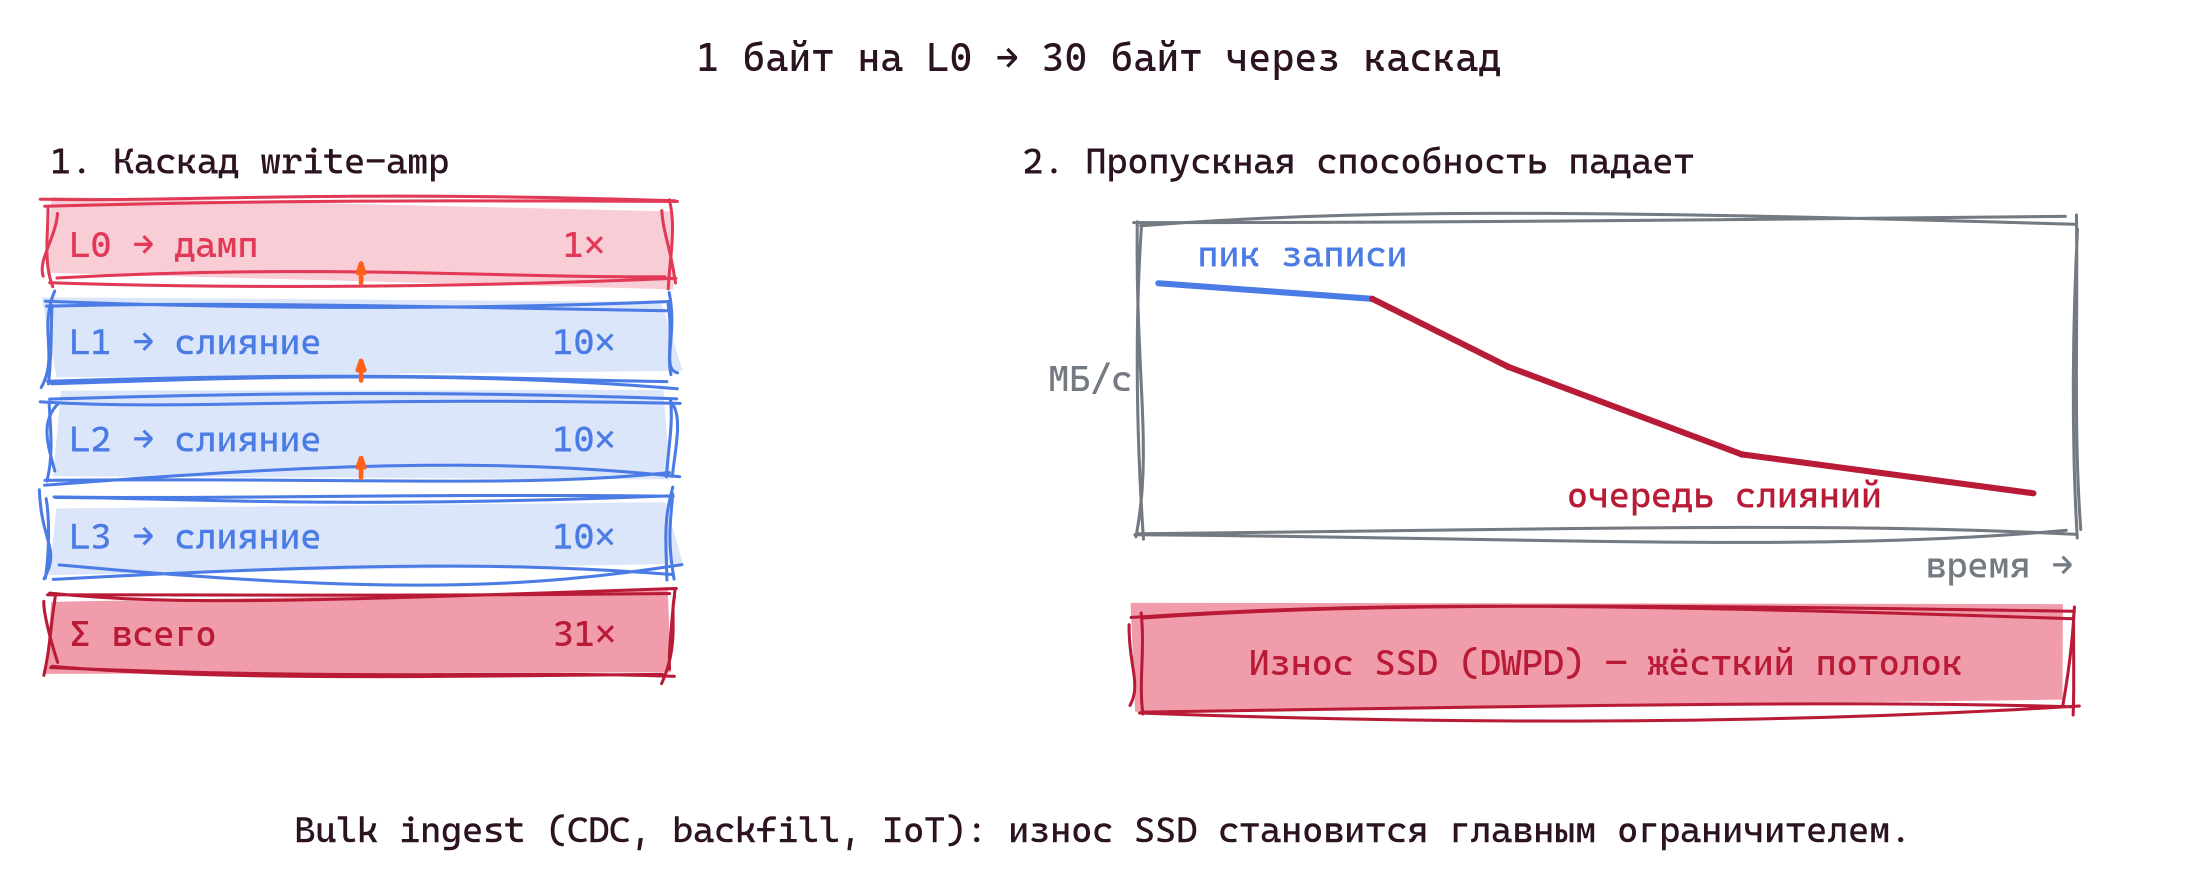 1 байт на L0 → 30 байт через каскад
1. Каскад write-amp
L0 → дамп 1×
L1 → слияние 10×
L2 → слияние 10×
L3 → слияние 10×
Σ всего 31×
2. Пропускная способность падает
пик записи
МБ/с
очередь слияний
время →
Износ SSD (DWPD) — жёсткий потолок
Bulk ingest (CDC, backfill, IoT): износ SSD становится главным ограничителем.